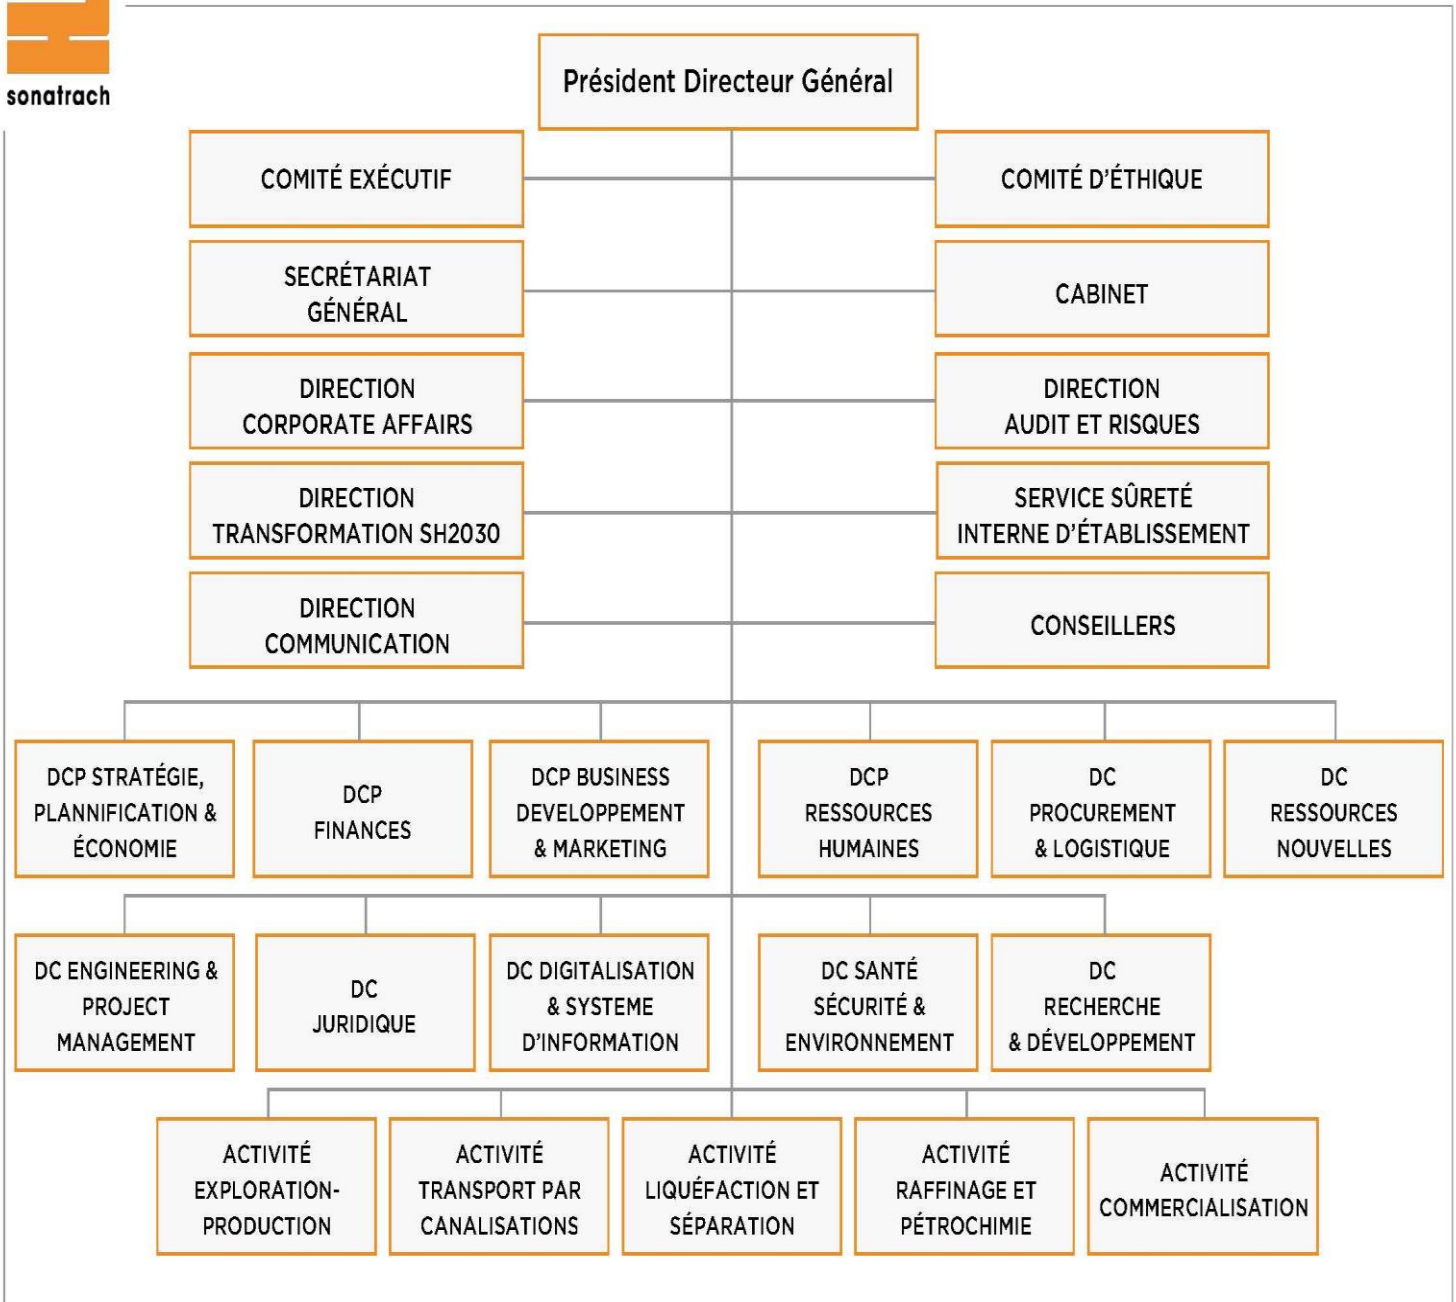 sonatrach
Président Directeur Général
COMITÉ EXÉCUTIF
COMITÉ D'ÉTHIQUE
SECRÉTARIAT
GÉNÉRAL
CABINET
DIRECTION
CORPORATE AFFAIRS
DIRECTION
AUDIT ET RISQUES
DIRECTION
TRANSFORMATION SH2030
SERVICE SÛRETÉ
INTERNE D'ÉTABLISSEMENT
DIRECTION
COMMUNICATION
CONSEILLERS
DCP STRATÉGIE,
PLANNIFICATION &
ÉCONOMIE
DCP
FINANCES
DCP BUSINESS
DEVELOPPEMENT
& MARKETING
DCP
RESSOURCES
HUMAINES
DC
PROCUREMENT
& LOGISTIQUE
DC
RESSOURCES
NOUVELLES
DC ENGINEERING &
PROJECT
MANAGEMENT
DC
JURIDIQUE
DC DIGITALISATION
& SYSTEME
D'INFORMATION
DC SANTÉ
SÉCURITÉ &
ENVIRONNEMENT
DC
RECHERCHE
& DÉVELOPPEMENT
ACTIVITÉ
EXPLORATION-
PRODUCTION
ACTIVITÉ
TRANSPORT PAR
CANALISATIONS
ACTIVITÉ
LIQUÉFACTION ET
SÉPARATION
ACTIVITÉ
RAFFINAGE ET
PÉTROCHIMIE
ACTIVITÉ
COMMERCIALISATION